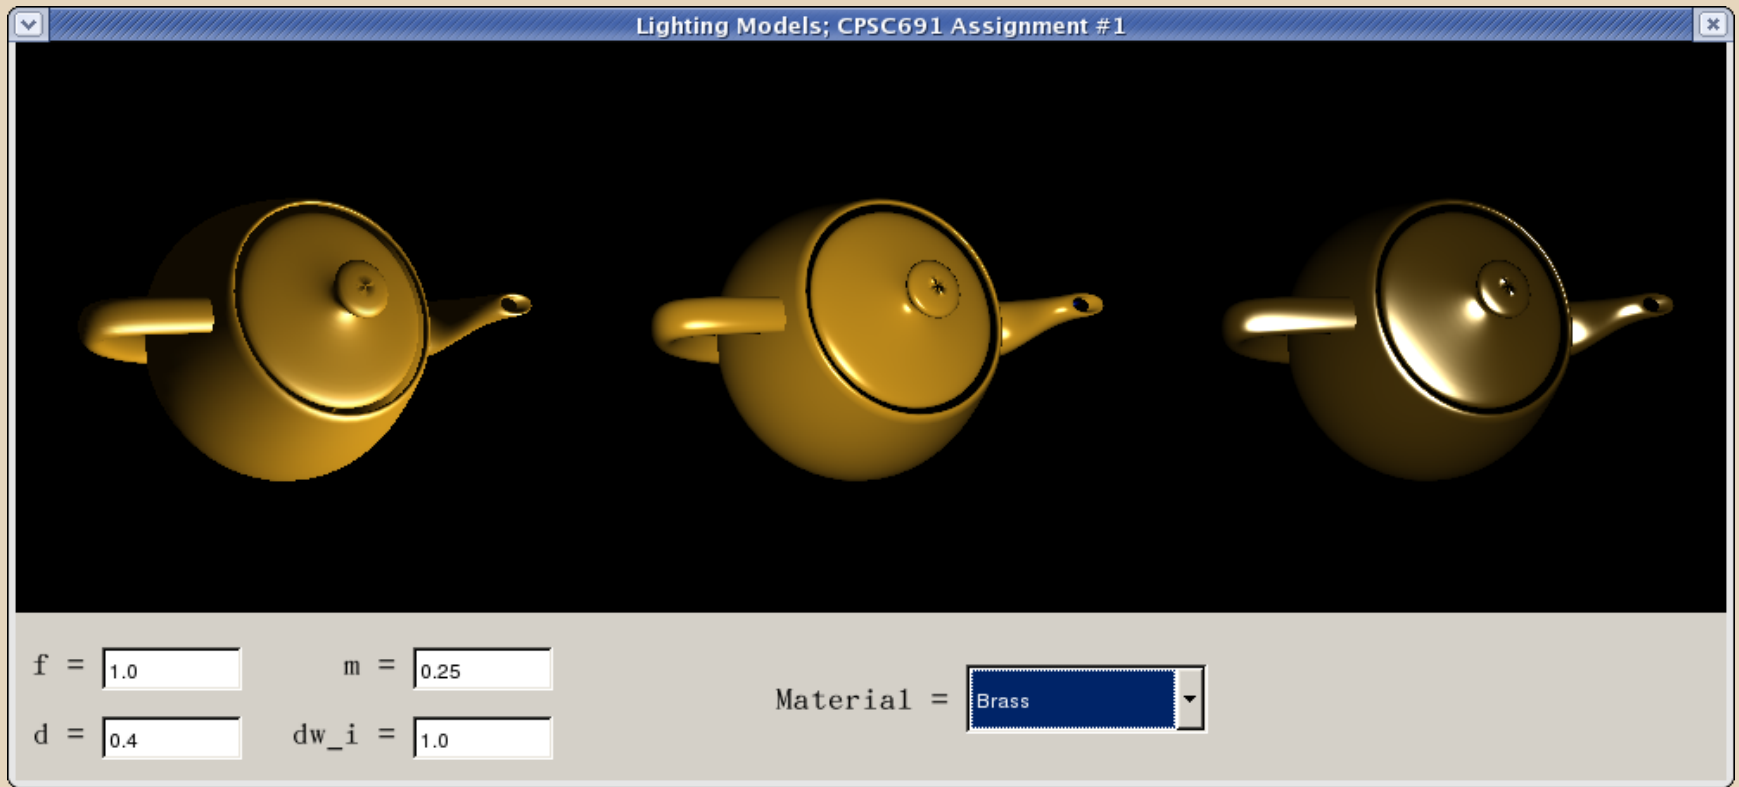 Lighting Models; CPSC691 Assignment #1
f = 1.0
m = 0.25
Material = Brass
d = 0.4
dw_i = 1.0